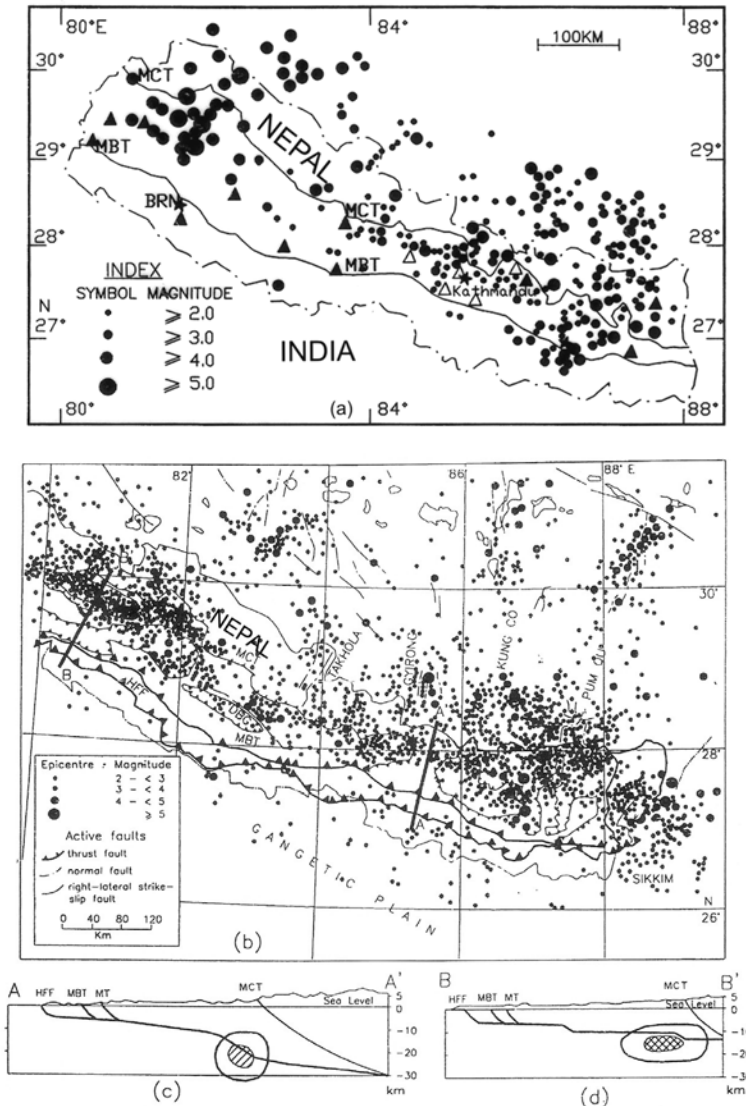 80°E 84° 88°
100KM
30° 30°
MCT
NEPAL
29° 29°
MBT
BRN
MCT
28° 28°
MBT
INDEX
Kathmandu
SYMBOL MAGNITUDE
N
≥ 2.0
27° 27°
≥ 3.0
INDIA
≥ 4.0
≥ 5.0
(a)
80° 84° 88°
82° 86° 88° E
30°
NEPAL
KUNG CO
MC
TAKHOLA
PUM QU
B
HFF
MBT
28°
Epicentre : Magnitude
2 - < 3
3 - < 4
4 - < 5
≥ 5
Active faults
thrust fault
normal fault
right-lateral strike-
slip fault
0 40 80 120
Km
A
GANGETIC PLAIN
SIKKIM
N
26°
(b)
A A'
HFF MBT MT MCT
Sea Level
5
0
-10
-20
-30
km
(c)
B B'
HFF MBT MT MCT
Sea Level
5
0
-10
-20
-30
km
(d)